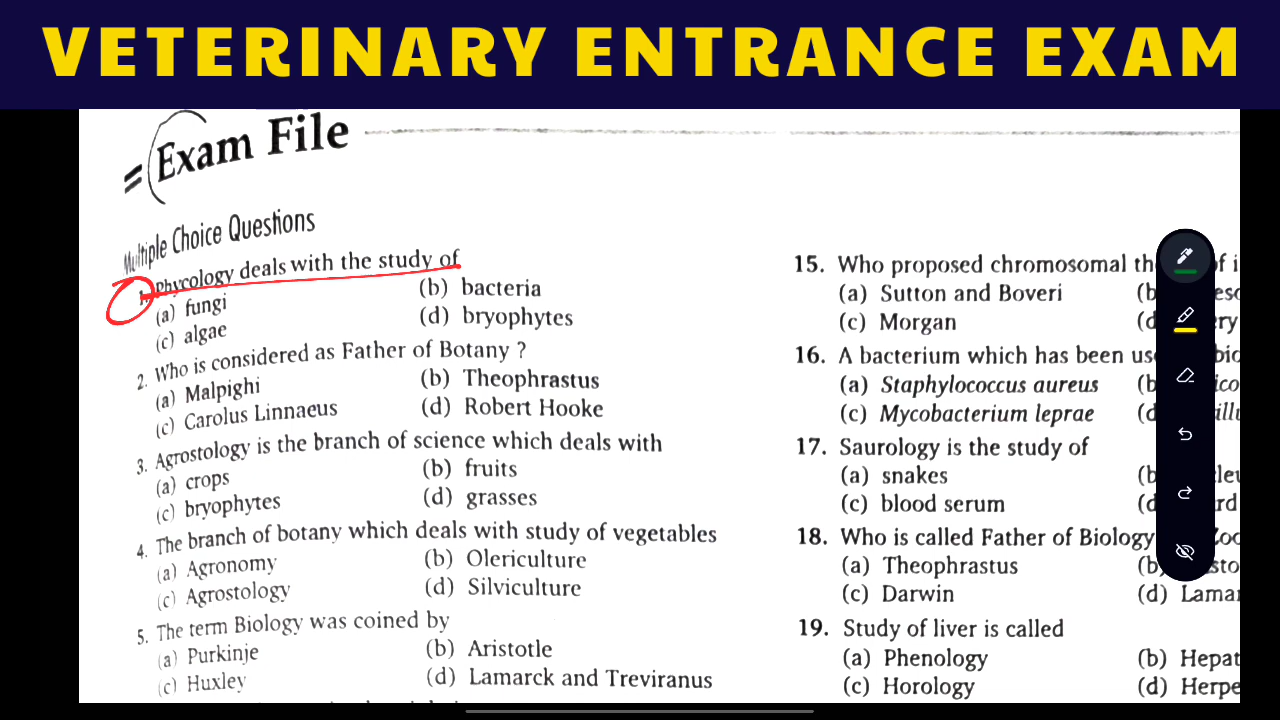 VETERINARY ENTRANCE EXAM
= Exam File
Multiple Choice Questions
1. Phycology deals with the study of
(a) fungi (b) bacteria
(c) algae (d) bryophytes
2. Who is considered as Father of Botany ?
(a) Malpighi (b) Theophrastus
(c) Carolus Linnaeus (d) Robert Hooke
3. Agrostology is the branch of science which deals with
(a) crops (b) fruits
(c) bryophytes (d) grasses
4. The branch of botany which deals with study of vegetables
(a) Agronomy (b) Olericulture
(c) Agrostology (d) Silviculture
5. The term Biology was coined by
(a) Purkinje (b) Aristotle
(c) Huxley (d) Lamarck and Treviranus
15. Who proposed chromosomal of
(a) Sutton and Boveri
(c) Morgan
16. A bacterium which has been
(a) Staphylococcus aureus
(c) Mycobacterium leprae
17. Saurology is the study of
(a) snakes
(c) blood serum
18. Who is called Father of Biology
(a) Theophrastus
(c) Darwin (d) Lamar
19. Study of liver is called
(a) Phenology (b) Hepat
(c) Horology (d) Herpe